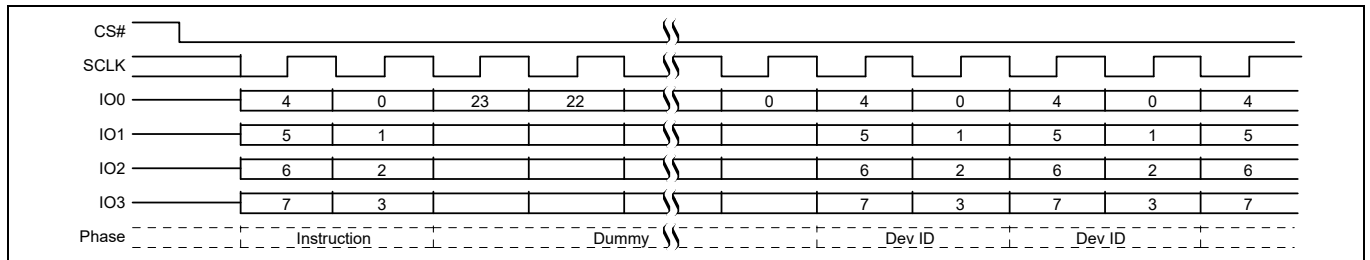 CS#
SCLK
IO0 4 0 23 22 0 4 0 4 0 4
IO1 5 1 5 1 5 1 5
IO2 6 2 6 2 6 2 6
IO3 7 3 7 3 7 3 7
Phase Instruction Dummy Dev ID Dev ID